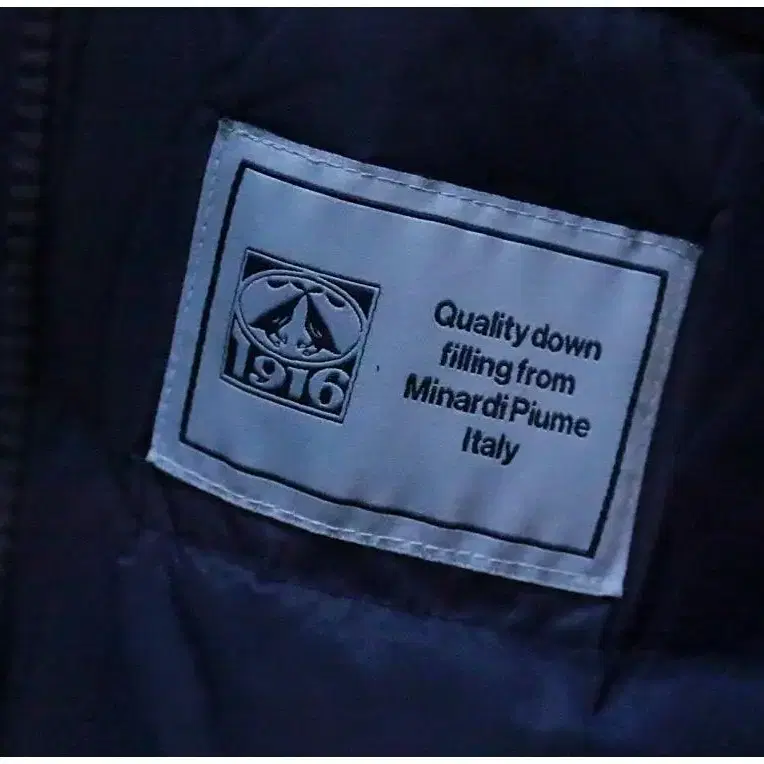 1916
Quality down
filling from
Minardi Piume
Italy